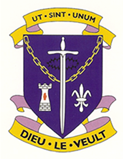 UT · SINT · UNUM
DIEU · LE · VEULT